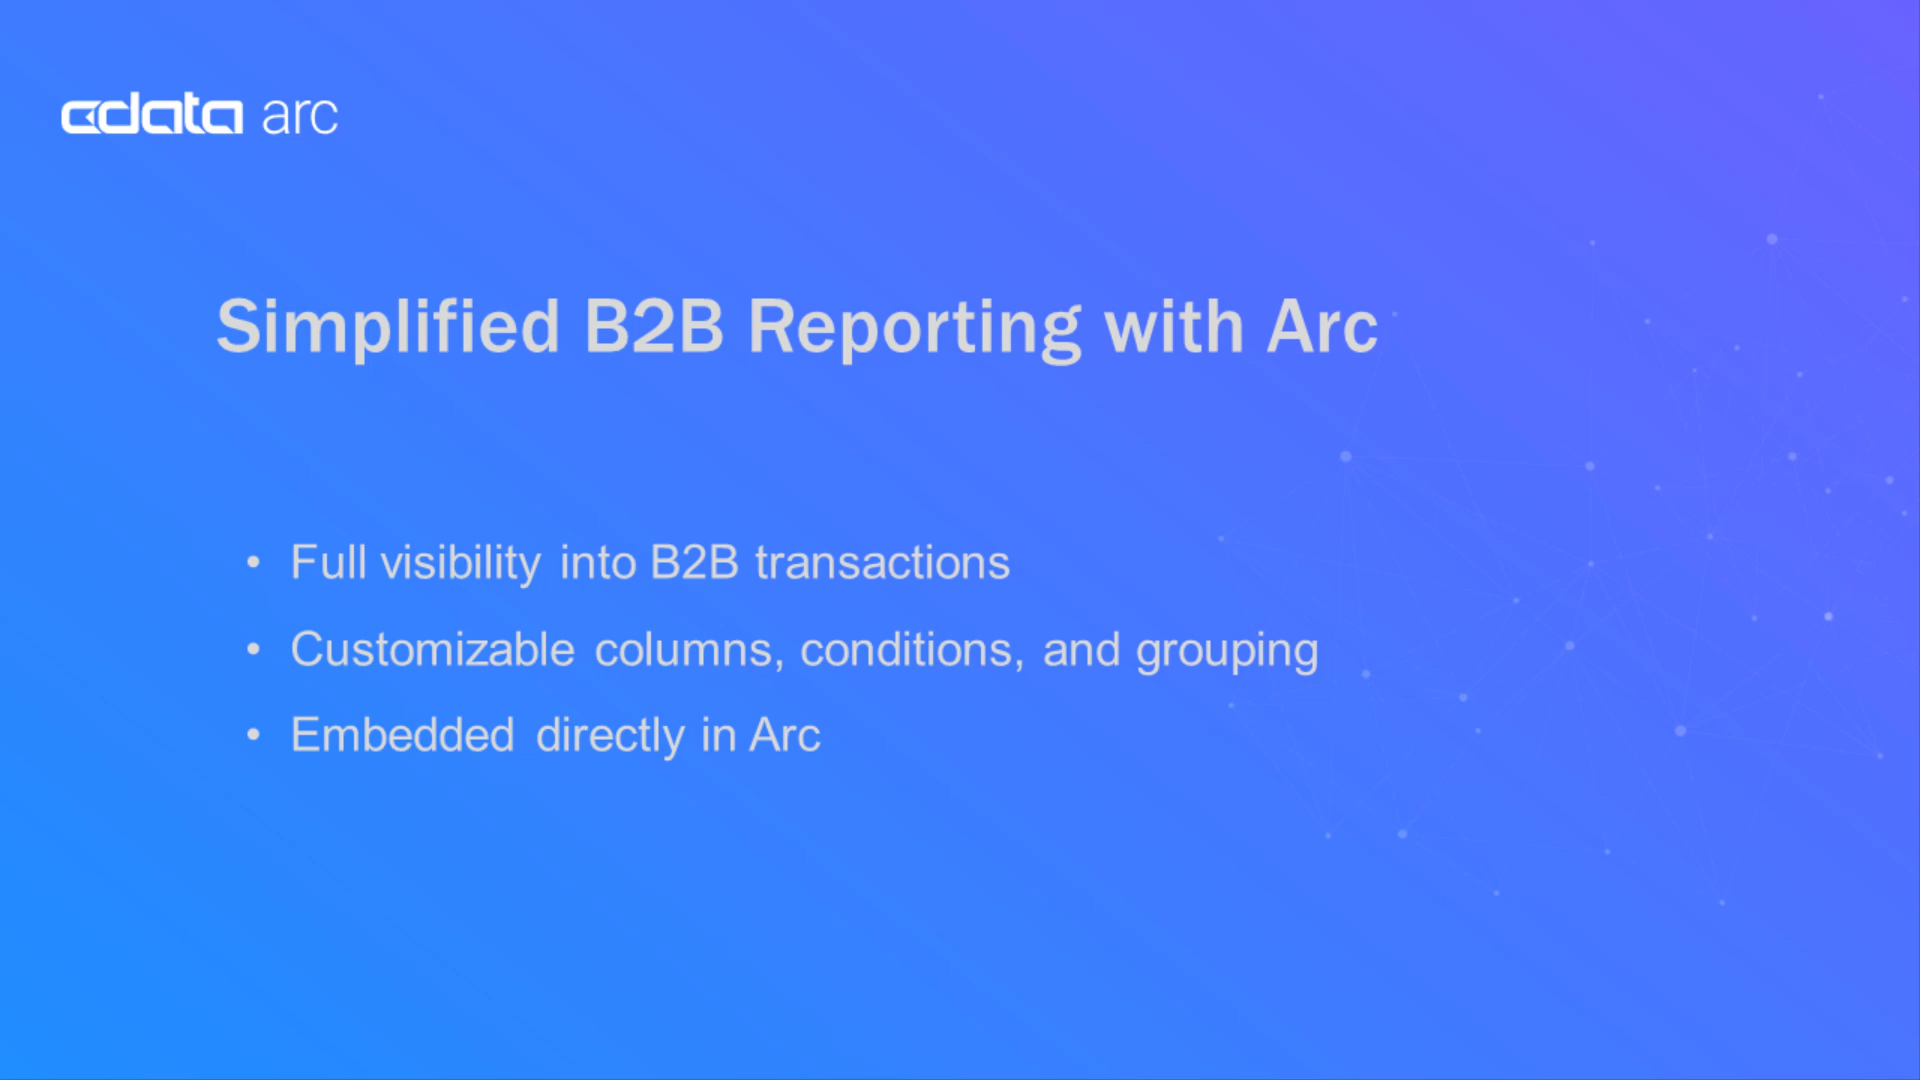 cdata arc
Simplified B2B Reporting with Arc
• Full visibility into B2B transactions
• Customizable columns, conditions, and grouping
• Embedded directly in Arc